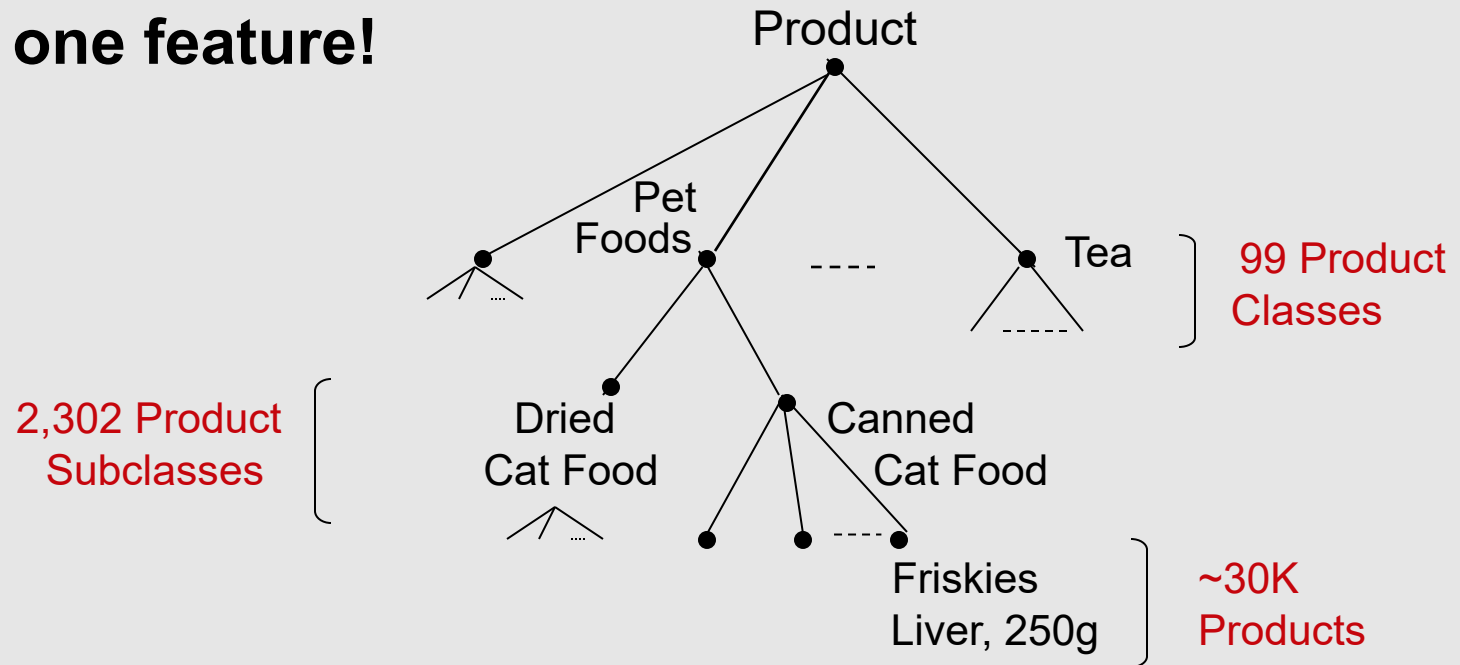 one feature!
Product
Pet
Foods
Tea
99 Product
Classes
2,302 Product
Subclasses
Dried
Cat Food
Canned
Cat Food
Friskies
Liver, 250g
~30K
Products